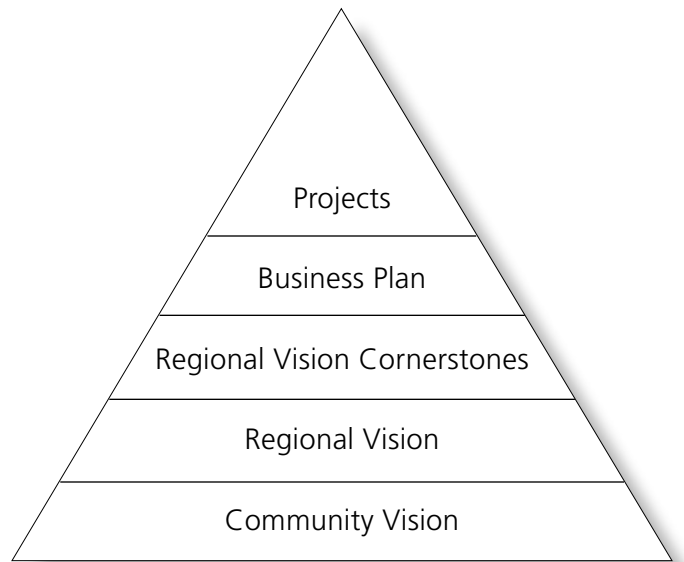 Projects
Business Plan
Regional Vision Cornerstones
Regional Vision
Community Vision